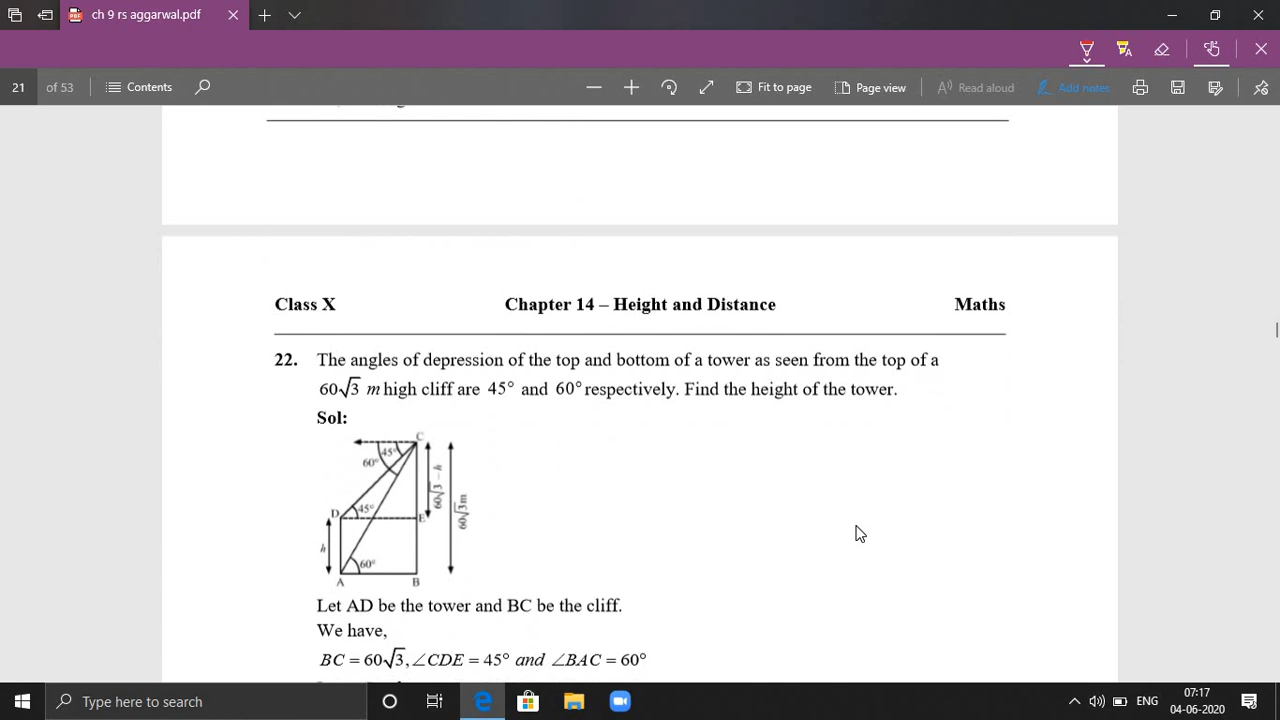 ch 9 rs aggarwal.pdf
21 of 53 Contents Fit to page Page view Read aloud Add notes
Class X Chapter 14 – Height and Distance Maths
22. The angles of depression of the top and bottom of a tower as seen from the top of a
60√3 m high cliff are 45° and 60° respectively. Find the height of the tower.
Sol:
C
45°
60°
60√3 – h
60√3m
D 45° E
h
60°
A B
Let AD be the tower and BC be the cliff.
We have,
BC = 60√3, ∠CDE = 45° and ∠BAC = 60°
Type here to search
ENG
07:17
04-06-2020